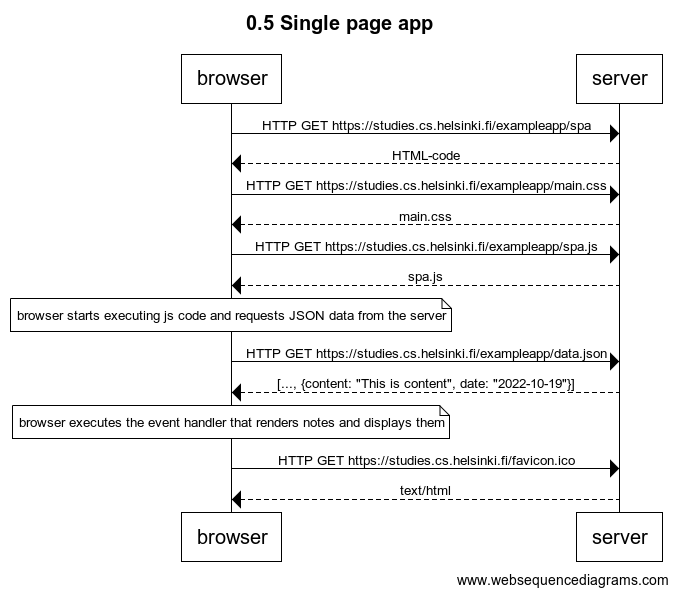 0.5 Single page app
browser
server
HTTP GET https://studies.cs.helsinki.fi/exampleapp/spa
HTML-code
HTTP GET https://studies.cs.helsinki.fi/exampleapp/main.css
main.css
HTTP GET https://studies.cs.helsinki.fi/exampleapp/spa.js
spa.js
browser starts executing js code and requests JSON data from the server
HTTP GET https://studies.cs.helsinki.fi/exampleapp/data.json
[..., {content: "This is content", date: "2022-10-19"}]
browser executes the event handler that renders notes and displays them
HTTP GET https://studies.cs.helsinki.fi/favicon.ico
text/html
browser
server
www.websequencediagrams.com